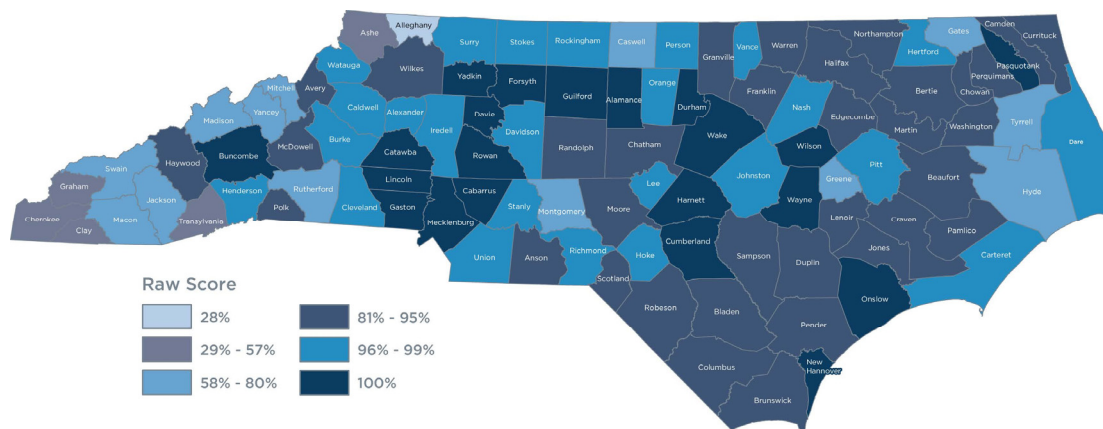 Alleghany
Ashe
Surry
Stokes
Rockingham
Caswell
Person
Vance
Warren
Northampton
Gates
Camden
Currituck
Hertford
Pasquotank
Perquimans
Granville
Halifax
Watauga
Wilkes
Yadkin
Forsyth
Guilford
Alamance
Orange
Durham
Franklin
Nash
Bertie
Chowan
Avery
Mitchell
Yancey
Madison
Caldwell
Alexander
Iredell
Davie
Davidson
Randolph
Chatham
Wake
Edgecombe
Martin
Washington
Tyrrell
Dare
Burke
McDowell
Buncombe
Haywood
Swain
Catawba
Rowan
Wilson
Pitt
Beaufort
Hyde
Johnston
Greene
Lee
Harnett
Wayne
Graham
Jackson
Henderson
Rutherford
Polk
Cleveland
Lincoln
Gaston
Cabarrus
Mecklenburg
Stanly
Montgomery
Moore
Lenoir
Craven
Pamlico
Cherokee
Clay
Macon
Transylvania
Union
Anson
Richmond
Hoke
Cumberland
Sampson
Duplin
Jones
Carteret
Onslow
Scotland
Robeson
Bladen
Pender
Columbus
New
Hannover
Brunswick
Raw Score
28%
29% - 57%
58% - 80%
81% - 95%
96% - 99%
100%